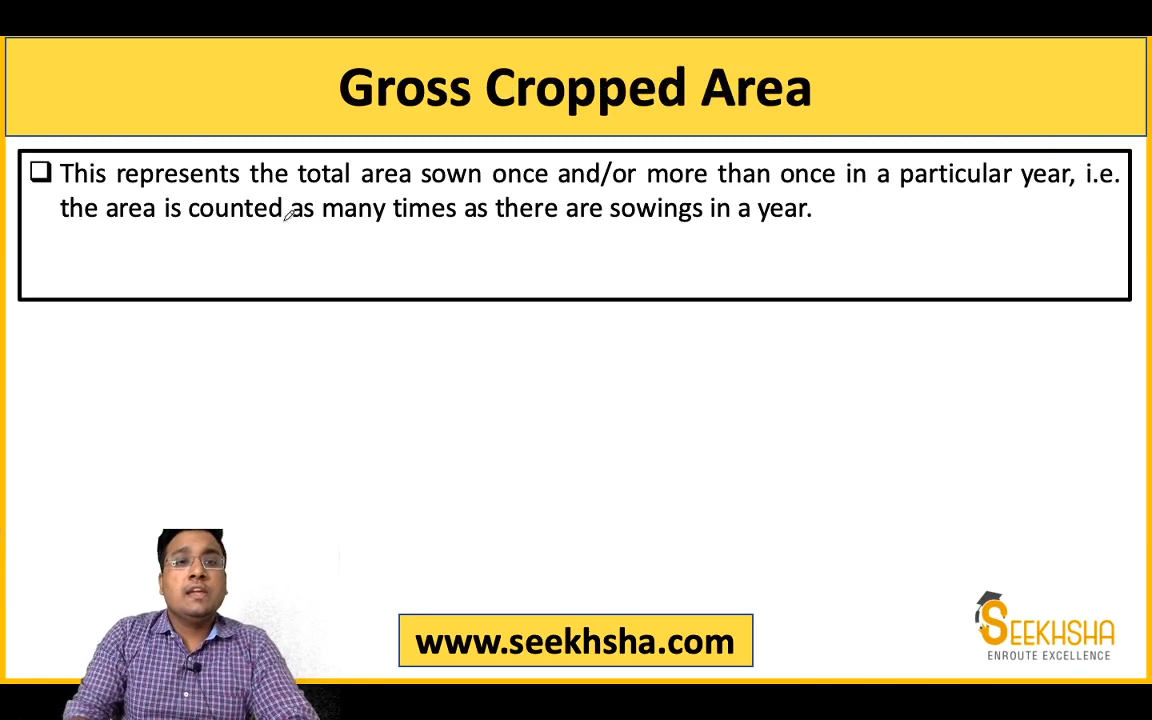 Gross Cropped Area
This represents the total area sown once and/or more than once in a particular year, i.e.
the area is counted as many times as there are sowings in a year.
www.seekhsha.com
SEEKHSHA
ENROUTE EXCELLENCE